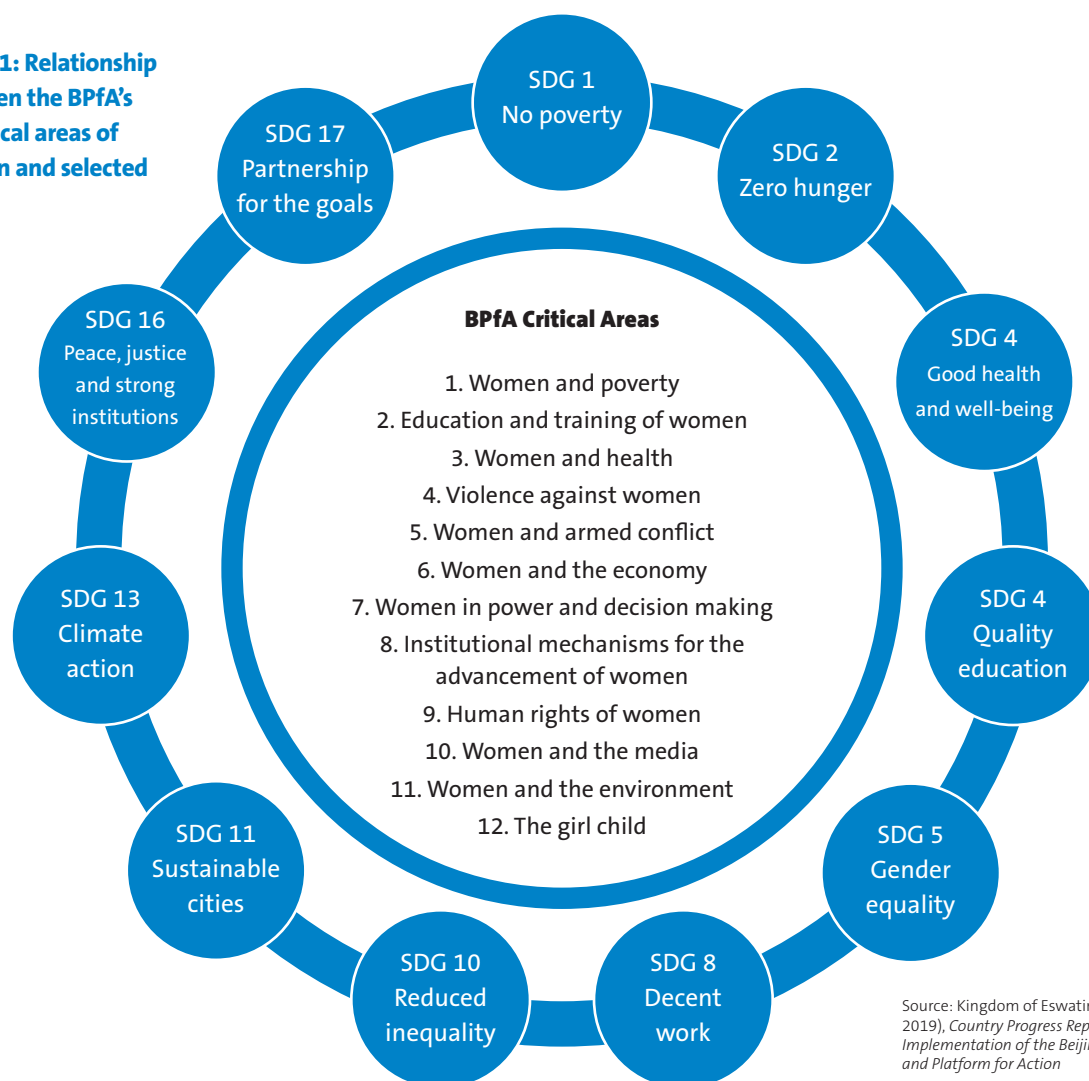 1: Relationship
en the BPfA's
cal areas of
n and selected
SDG 1
No poverty
SDG 2
Zero hunger
SDG 4
Good health
and well-being
SDG 4
Quality
education
SDG 5
Gender
equality
SDG 8
Decent
work
SDG 10
Reduced
inequality
SDG 11
Sustainable
cities
SDG 13
Climate
action
SDG 16
Peace, justice
and strong
institutions
SDG 17
Partnership
for the goals
BPfA Critical Areas
1. Women and poverty
2. Education and training of women
3. Women and health
4. Violence against women
5. Women and armed conflict
6. Women and the economy
7. Women in power and decision making
8. Institutional mechanisms for the
advancement of women
9. Human rights of women
10. Women and the media
11. Women and the environment
12. The girl child
Source: Kingdom of Eswatin
2019), Country Progress Rep
Implementation of the Beiji
and Platform for Action